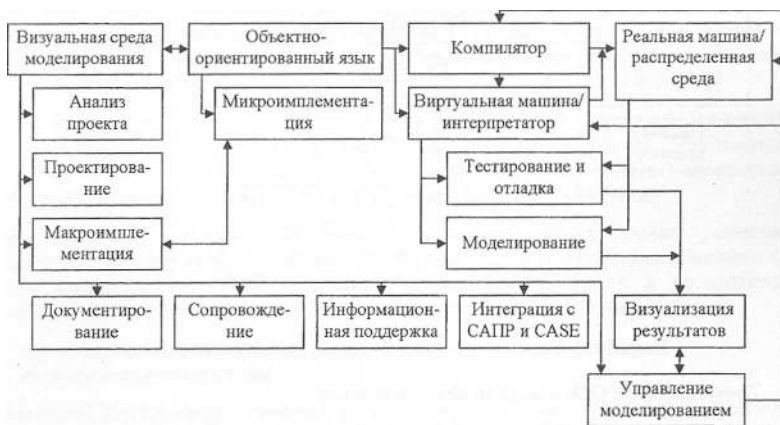 Визуальная среда
моделирования
Объектно-
ориентированный язык
Компилятор
Реальная машина/
распределенная
среда
Анализ
проекта
Микроимплемента-
ция
Виртуальная машина/
интерпретатор
Проектирова-
ние
Тестирование и
отладка
Макроимпле-
ментация
Моделирование
Документиро-
вание
Сопровожде-
ние
Информацион-
ная поддержка
Интеграция с
САПР и CASE
Визуализация
результатов
Управление
моделированием